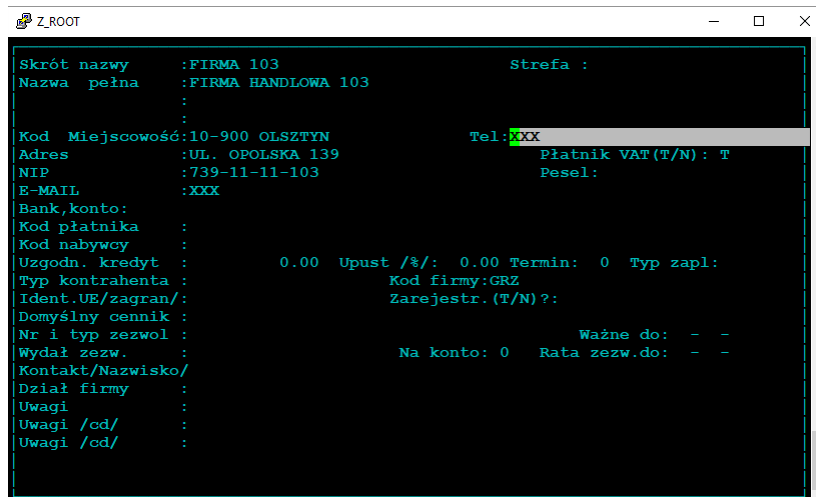 Z_ROOT
Skrót nazwy :FIRMA 103 Strefa :
Nazwa pełna :FIRMA HANDLOWA 103
:
:
Kod Miejscowość:10-900 OLSZTYN Tel:XXX
Adres :UL. OPOLSKA 139 Płatnik VAT(T/N): T
NIP :739-11-11-103 Pesel:
E-MAIL :XXX
Bank,konto:
Kod płatnika :
Kod nabywcy :
Uzgodn. kredyt : 0.00 Upust /%/: 0.00 Termin: 0 Typ zapl:
Typ kontrahenta : Kod firmy:GRZ
Ident.UE/zagran/: Zarejestr.(T/N)?:
Domyślny cennik :
Nr i typ zezwol : Ważne do: - -
Wydał zezw. : Na konto: 0 Rata zezw.do: - -
Kontakt/Nazwisko/
Dział firmy :
Uwagi :
Uwagi /cd/ :
Uwagi /cd/ :